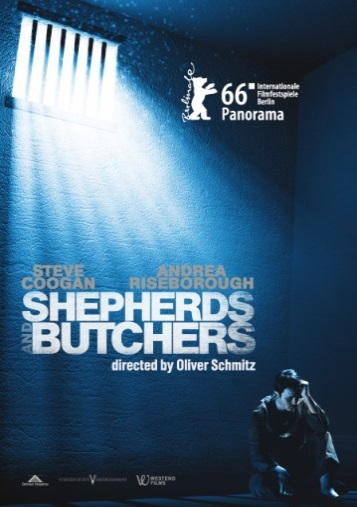 Berlinale
66 Internationale
Filmfestspiele
Berlin
Panorama
STEVE COOGAN
ANDREA RISEBOROUGH
SHEPHERDS
AND BUTCHERS
directed by Oliver Schmitz
WESTEND
FILMS